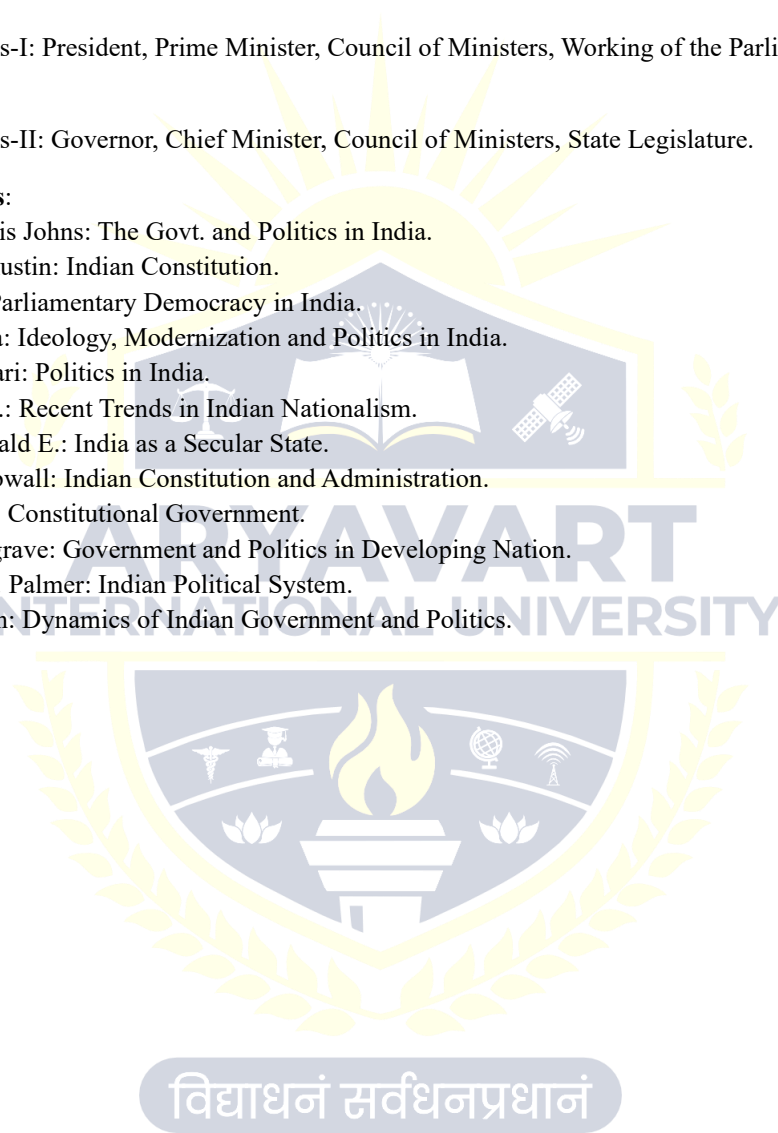 s-I: President, Prime Minister, Council of Ministers, Working of the Parli
s-II: Governor, Chief Minister, Council of Ministers, State Legislature.
s:
is Johns: The Govt. and Politics in India.
ustin: Indian Constitution.
Parliamentary Democracy in India.
a: Ideology, Modernization and Politics in India.
ari: Politics in India.
.: Recent Trends in Indian Nationalism.
ald E.: India as a Secular State.
owall: Indian Constitution and Administration.
Constitutional Government.
grave: Government and Politics in Developing Nation.
Palmer: Indian Political System.
n: Dynamics of Indian Government and Politics.
ARYAVART
INTERNATIONAL UNIVERSITY
विद्याधनं सर्वधनप्रधानं